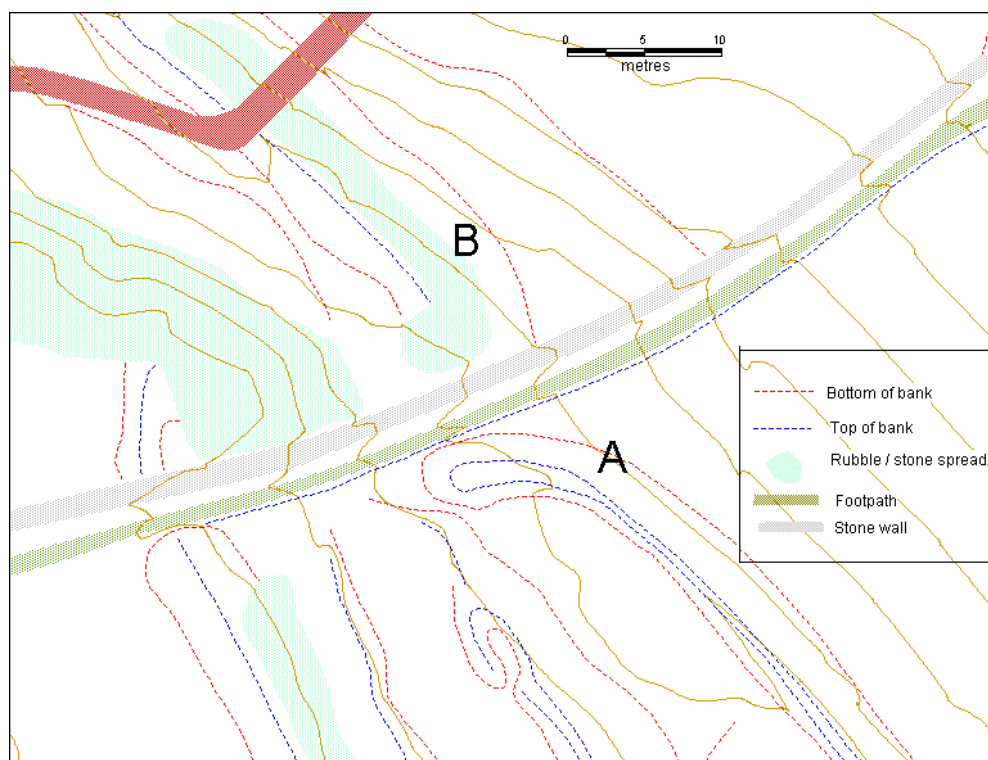 0 5 10
metres
B
A
Bottom of bank
Top of bank
Rubble / stone spread
Footpath
Stone wall